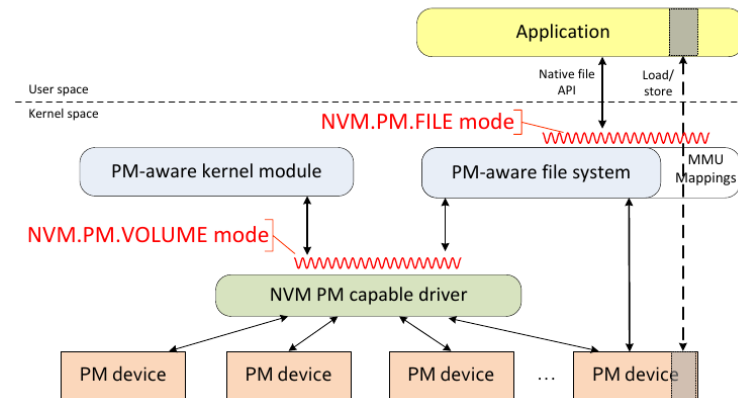 Application
Native file
API
Load/
store
User space
Kernel space
NVM.PM.FILE mode
PM-aware kernel module
PM-aware file system
MMU
Mappings
NVM.PM.VOLUME mode
NVM PM capable driver
PM device
PM device
PM device
...
PM device